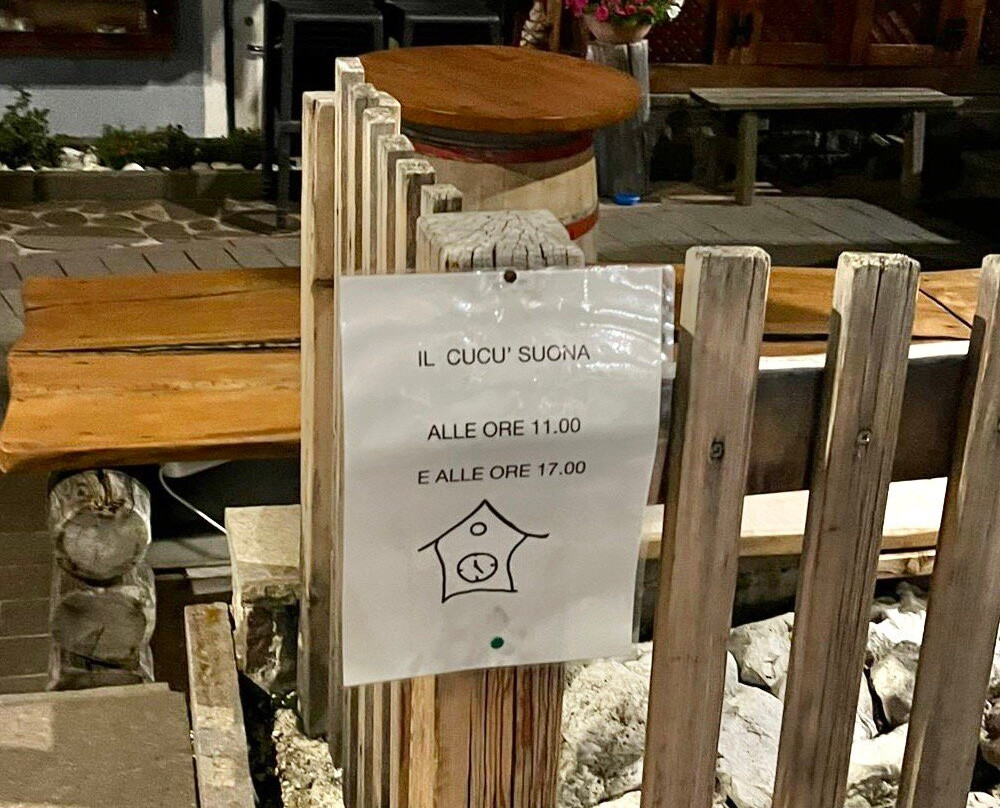 IL CUCU' SUONA
ALLE ORE 11.00
E ALLE ORE 17.00